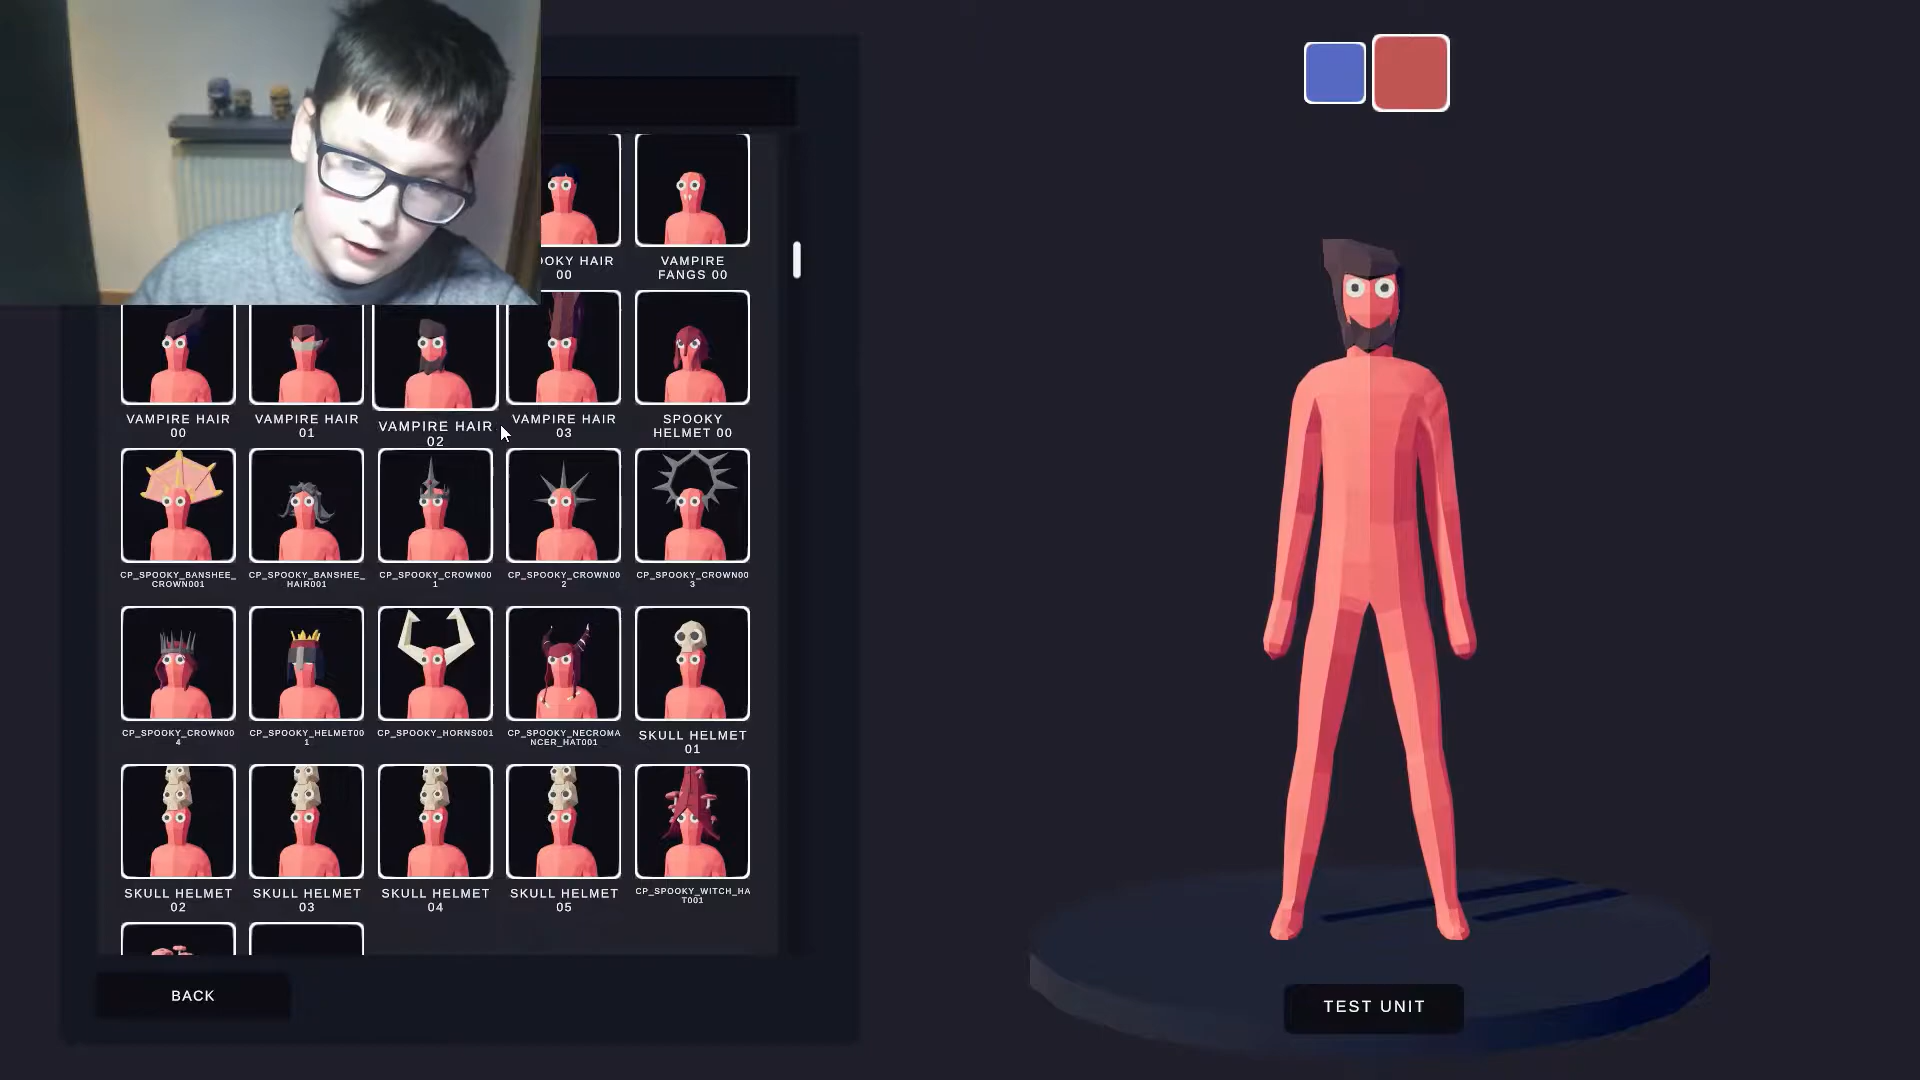 OOKY HAIR
00
VAMPIRE
FANGS 00
VAMPIRE HAIR
00
VAMPIRE HAIR
01
VAMPIRE HAIR
02
VAMPIRE HAIR
03
SPOOKY
HELMET 00
CP_SPOOKY_BANSHEE_
CROWN001
CP_SPOOKY_BANSHEE_
HAIR001
CP_SPOOKY_CROWN00
1
CP_SPOOKY_CROWN00
2
CP_SPOOKY_CROWN00
3
CP_SPOOKY_CROWN00
4
CP_SPOOKY_HELMET00
1
CP_SPOOKY_HORNS001
CP_SPOOKY_NECROMA
NCER_HAT001
SKULL HELMET
01
SKULL HELMET
02
SKULL HELMET
03
SKULL HELMET
04
SKULL HELMET
05
CP_SPOOKY_WITCH_HA
T001
BACK
TEST UNIT